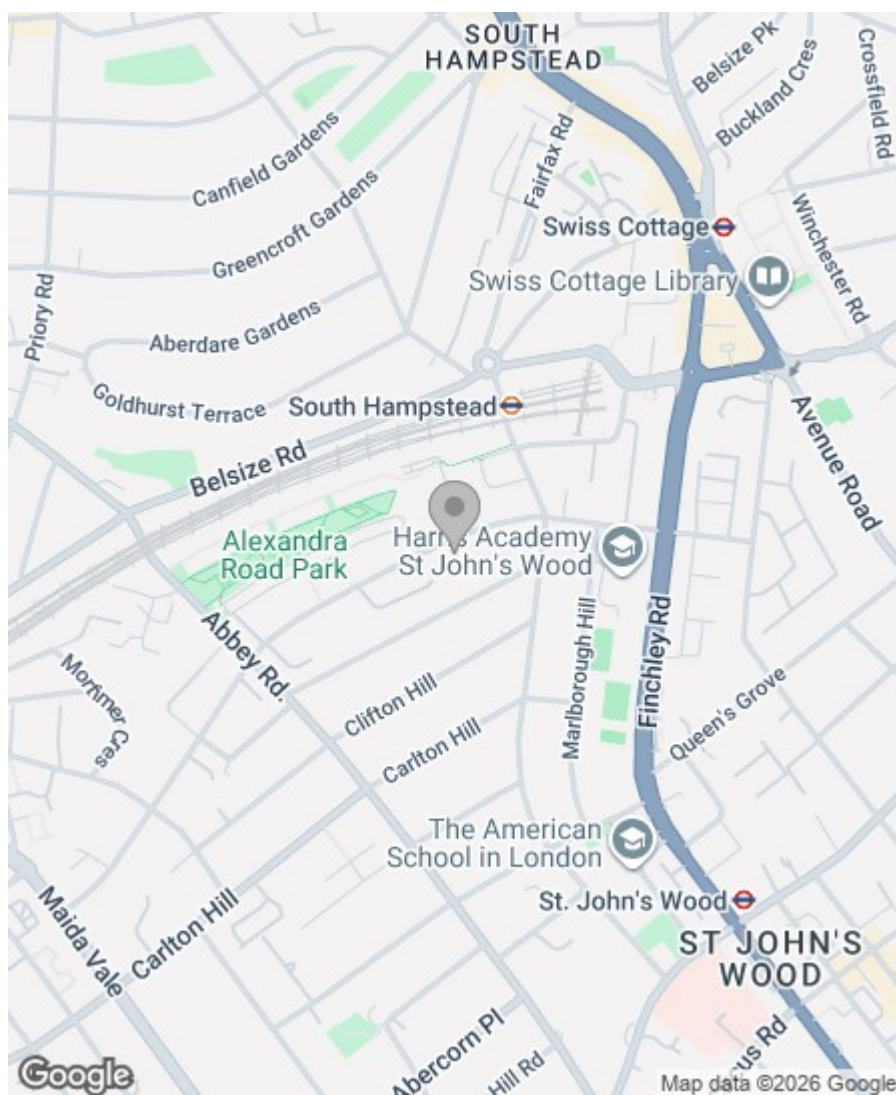 SOUTH
HAMPSTEAD
Belsize Pk
Buckland Cres
Crossfield Rd
Canfield Gardens
Fairfax Rd
Greencroft Gardens
Swiss Cottage
Swiss Cottage Library
Winchester Rd
Priory Rd
Aberdare Gardens
Goldhurst Terrace
South Hampstead
Avenue Road
Belsize Rd
Alexandra
Road Park
Harris Academy
St John's Wood
Abbey Rd.
Marlborough Hill
Finchley Rd
Mortimer Cres
Clifton Hill
Carlton Hill
Queen's Grove
The American
School in London
St. John's Wood
Maida Vale
Carlton Hill
ST JOHN'S
WOOD
Abercorn Pl
Hill Rd
Google
Map data ©2026 Google